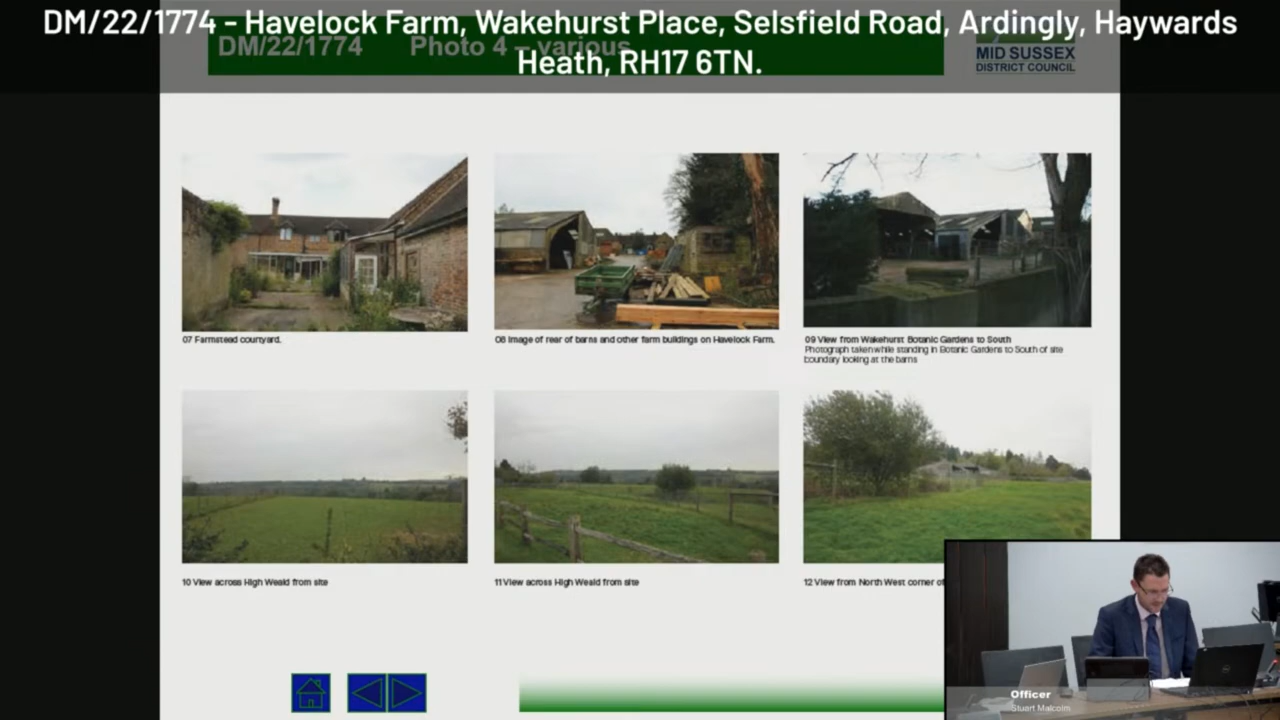 DM/22/1774 - Havelock Farm, Wakehurst Place, Selsfield Road, Ardingly, Haywards
Heath, RH17 6TN.
DM/22/1774 Photo 4 – various
MID SUSSEX
DISTRICT COUNCIL
07 Farmstead courtyard.
08 Image of rear of barns and other farm buildings on Havelock Farm.
09 View from Wakehurst Botanic Gardens to South
Photograph taken while standing in Botanic Gardens to South of site
boundary looking at the barns
10 View across High Weald from site
11 View across High Weald from site
12 View from North West corner of
Officer
Stuart Malcolm